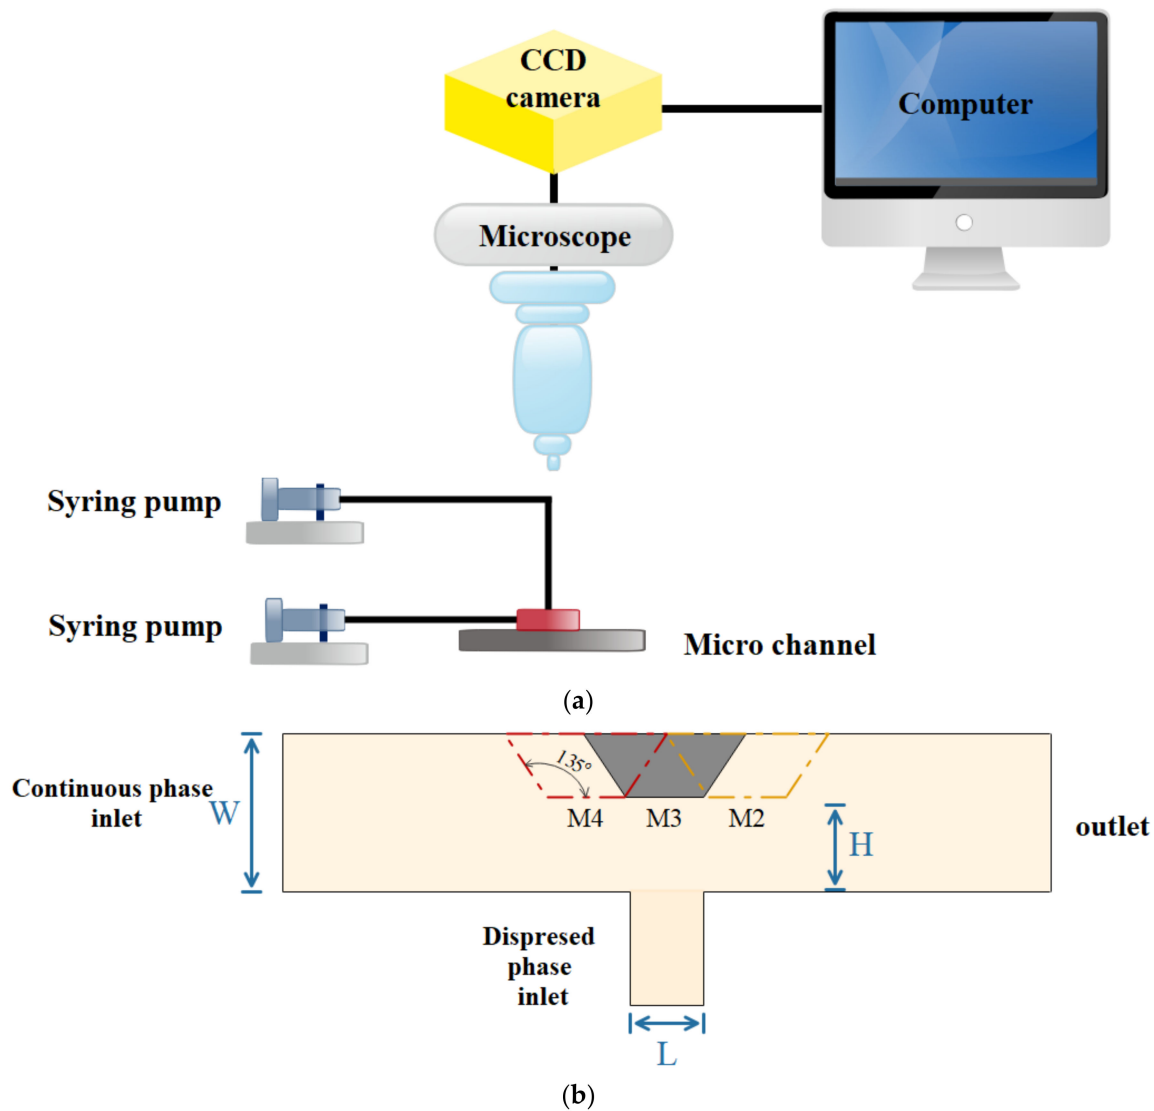 CCD
camera
Computer
Microscope
Syring pump
Syring pump
Micro channel
(a)
135°
Continuous phase
inlet
W
M4
M3
M2
H
outlet
Dispresed
phase
inlet
L
(b)